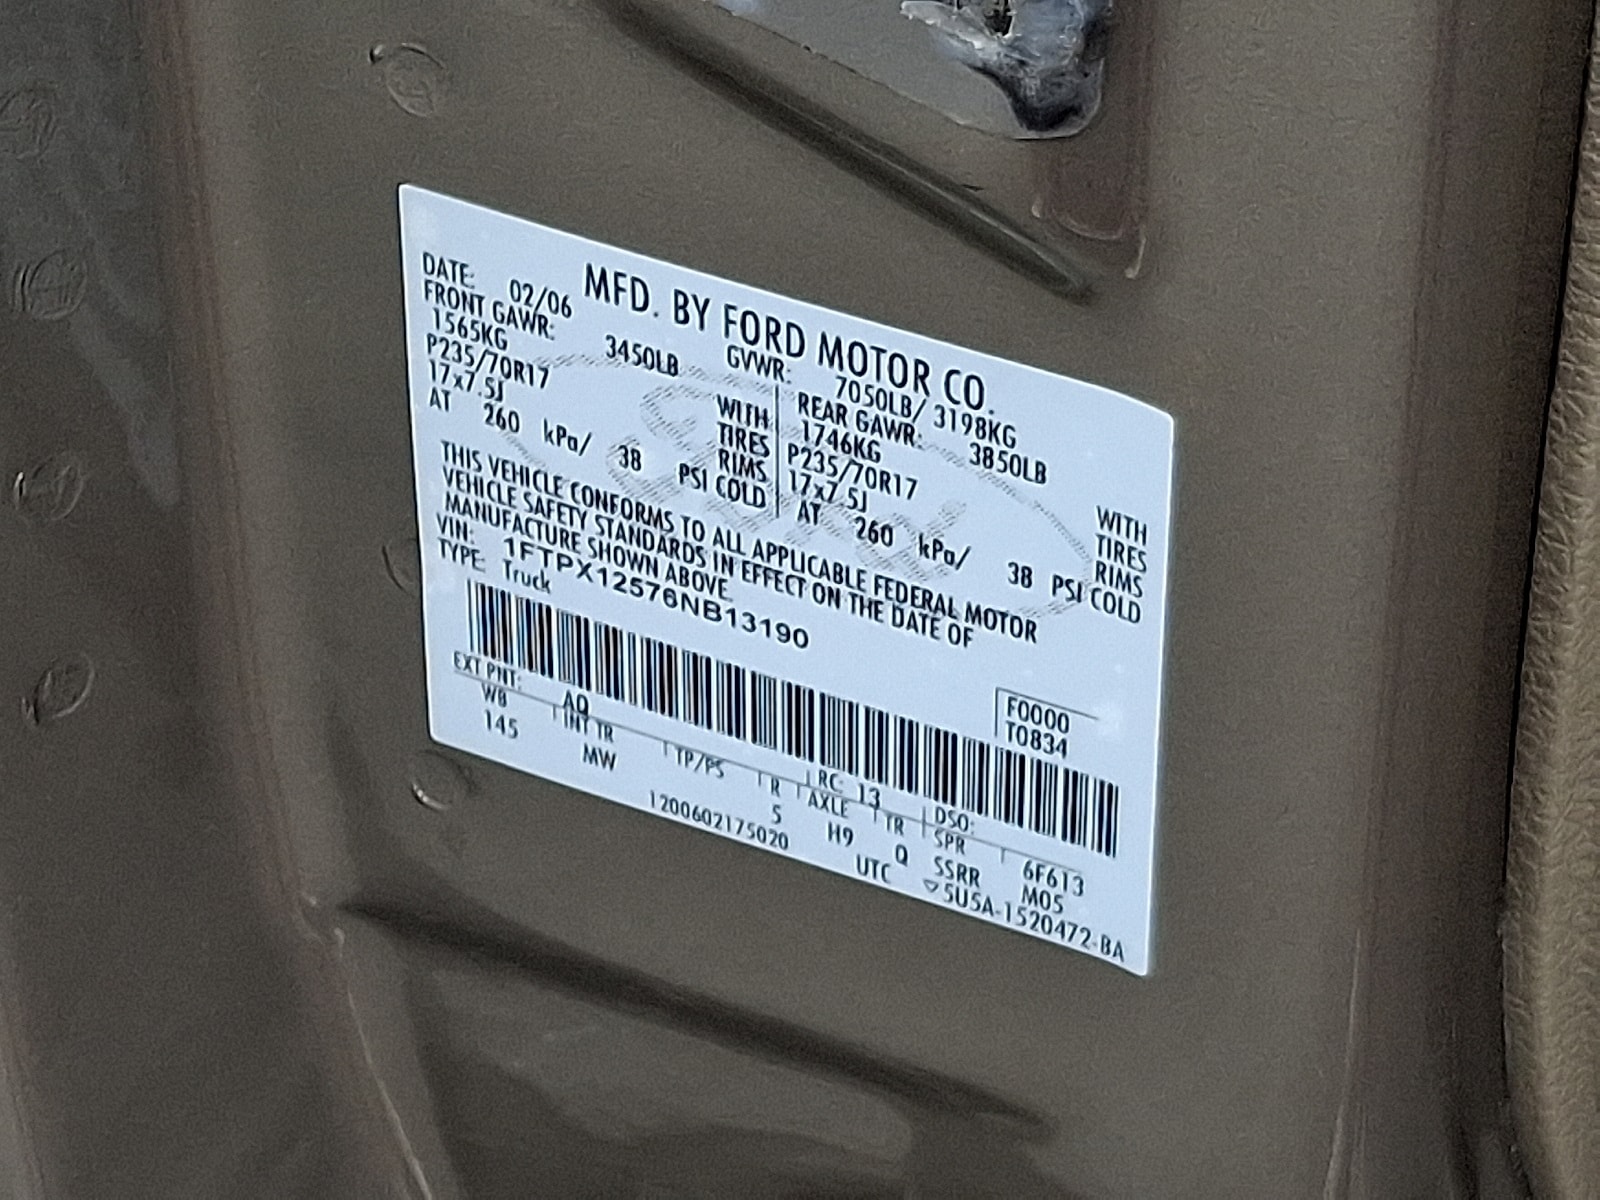 MFD. BY FORD MOTOR CO.
DATE: 02/06 GVWR: 7050LB/ 3198KG
FRONT GAWR: 3450LB REAR GAWR: 3850LB
1565KG WITH 1746KG WITH
P235/70R17 TIRES P235/70R17 TIRES
17x7.5J RIMS 17x7.5J RIMS
AT 260 kPa/ 38 PSI COLD AT 260 kPa/ 38 PSI COLD
THIS VEHICLE CONFORMS TO ALL APPLICABLE FEDERAL MOTOR
VEHICLE SAFETY STANDARDS IN EFFECT ON THE DATE OF
MANUFACTURE SHOWN ABOVE.
VIN: 1FTPX12576NB13190 F0000
TYPE: Truck T0834
EXT PNT: AQ RC: 13 DSO:
WB INT TR TP/PS R AXLE TR SPR 6F613
145 MW 5 H9 Q SSRR M05
1200602175020 UTC ▽5U5A-1520472-BA
Ford